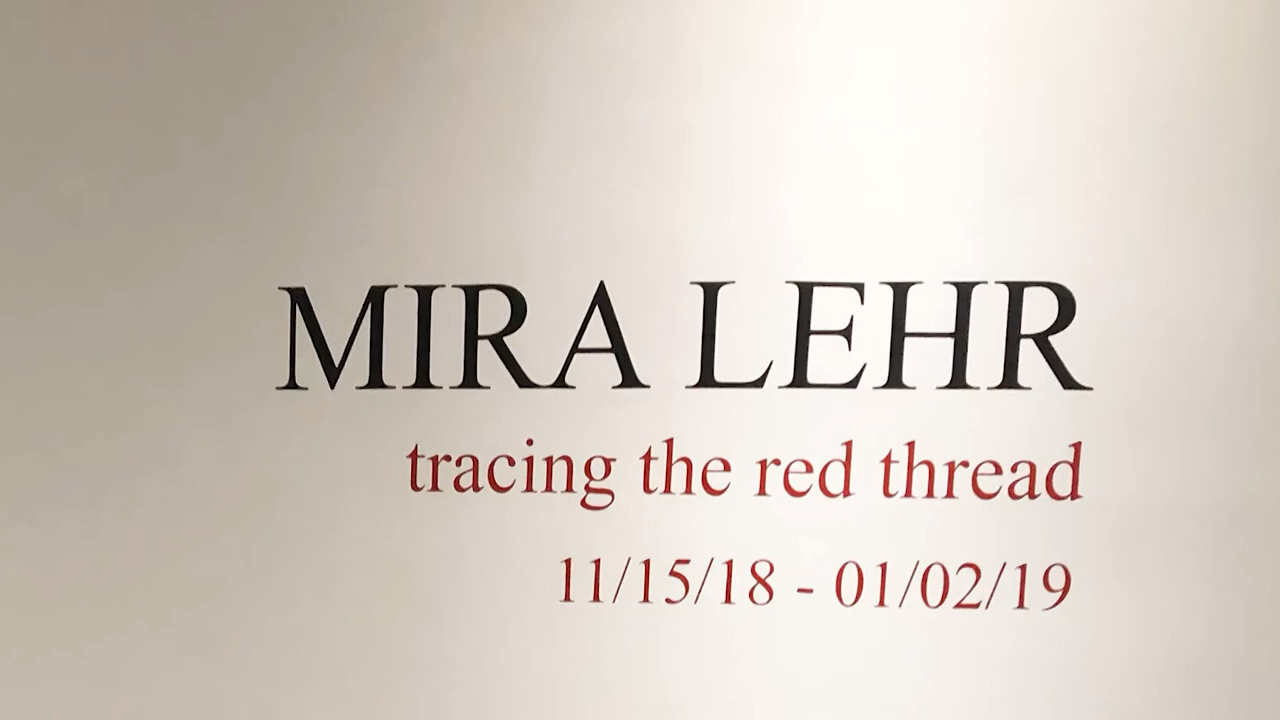 MIRA LEHR
tracing the red thread
11/15/18 - 01/02/19